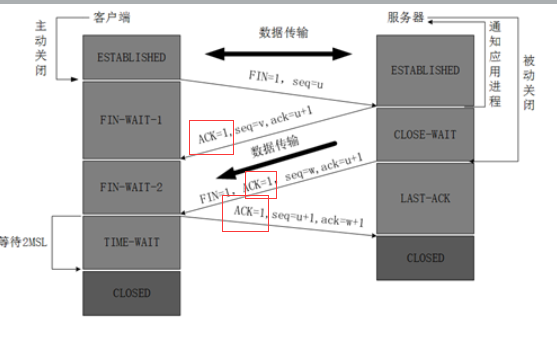 客户端
服务器
主动关闭
数据传输
通知应用进程
被动关闭
ESTABLISHED
ESTABLISHED
FIN=1, seq=u
FIN-WAIT-1
ACK=1,seq=v,ack=u+1
CLOSE-WAIT
数据传输
FIN-WAIT-2
FIN=1, ACK=1, seq=w,ack=u+1
LAST-ACK
ACK=1,seq=u+1,ack=w+1
等待2MSL
TIME-WAIT
CLOSED
CLOSED